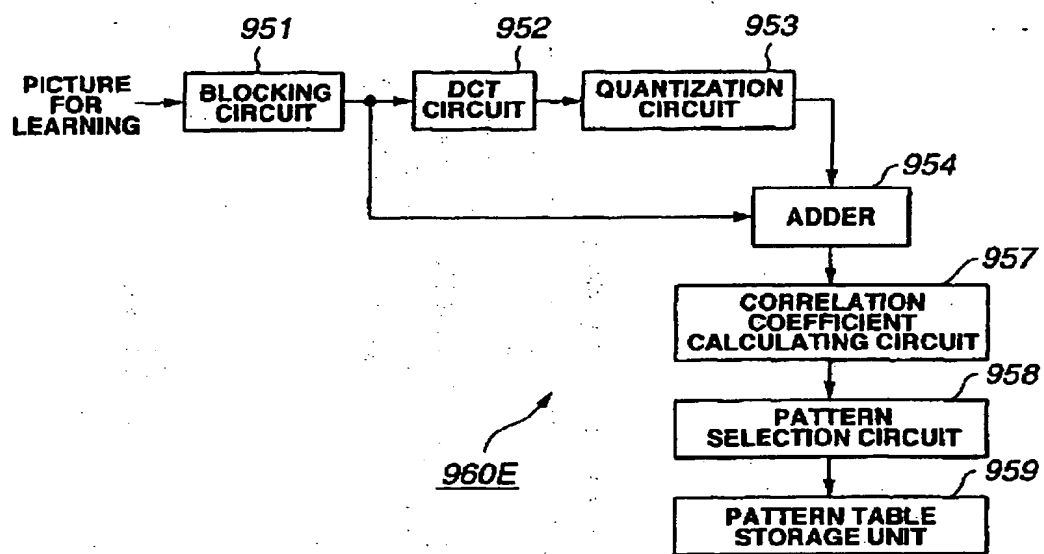 951
952
953
PICTURE
FOR
LEARNING
BLOCKING
CIRCUIT
DCT
CIRCUIT
QUANTIZATION
CIRCUIT
954
ADDER
957
CORRELATION
COEFFICIENT
CALCULATING CIRCUIT
958
PATTERN
SELECTION CIRCUIT
960E
959
PATTERN TABLE
STORAGE UNIT